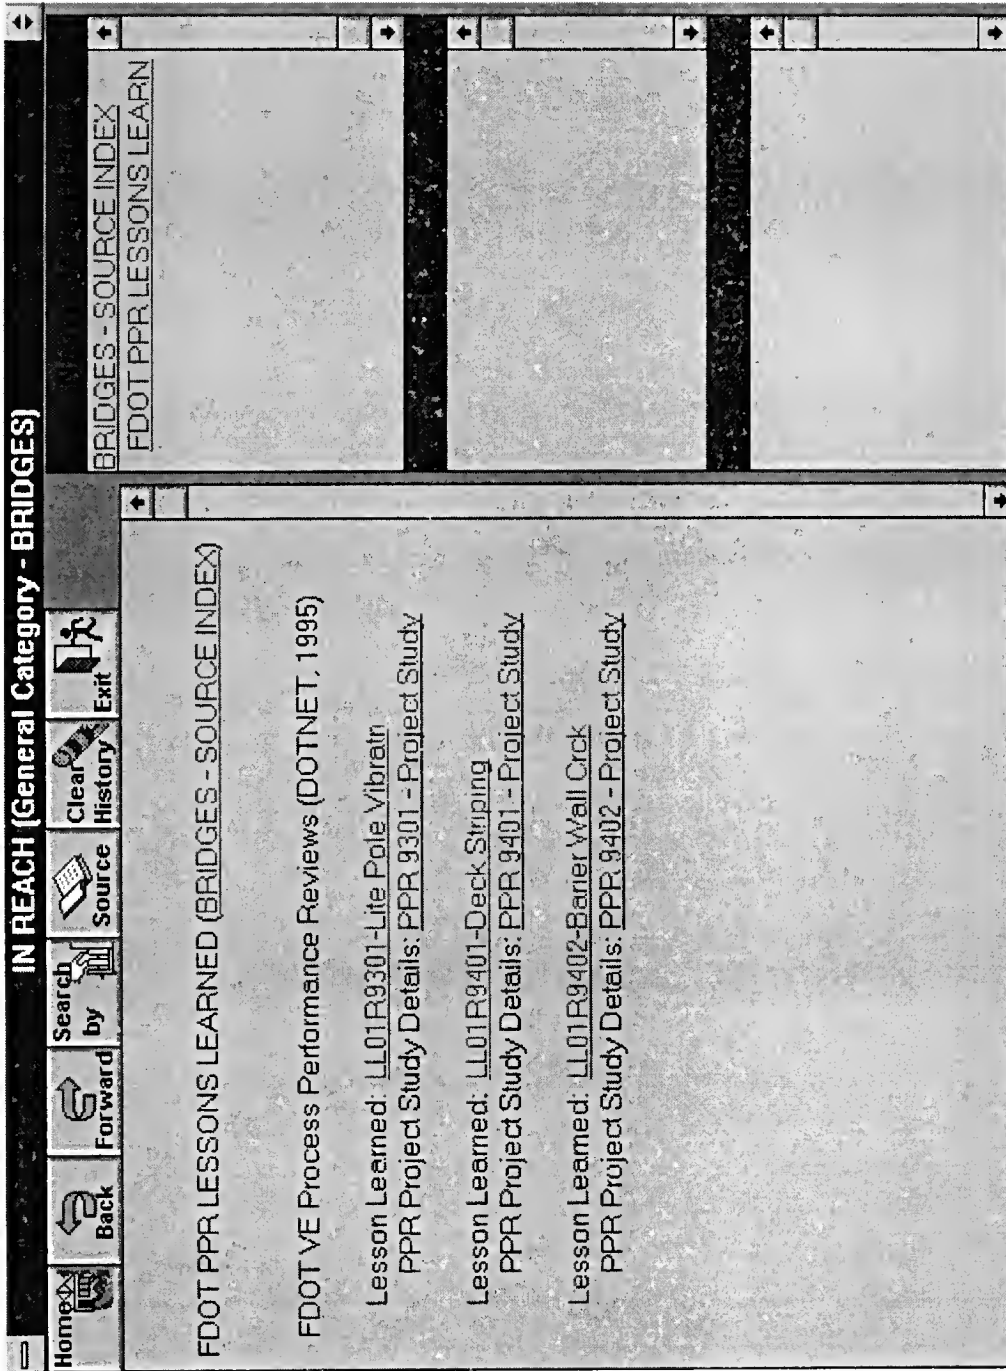 IN REACH (General Category - BRIDGES)
Home
Back
Forward
Search
by
Source
Clear
History
Exit
FDOT PPR LESSONS LEARNED (BRIDGES - SOURCE INDEX)
FDOT VE Process Performance Reviews (DOTNET, 1995)
Lesson Learned: LL01R9301-Lite Pole Vibratn
PPR Project Study Details: PPR 9301 - Project Study
Lesson Learned: LL01R9401-Deck Striping
PPR Project Study Details: PPR 9401 - Project Study
Lesson Learned: LL01R9402-Barier Wall Crck
PPR Project Study Details: PPR 9402 - Project Study
BRIDGES - SOURCE INDEX
FDOT PPR LESSONS LEARN